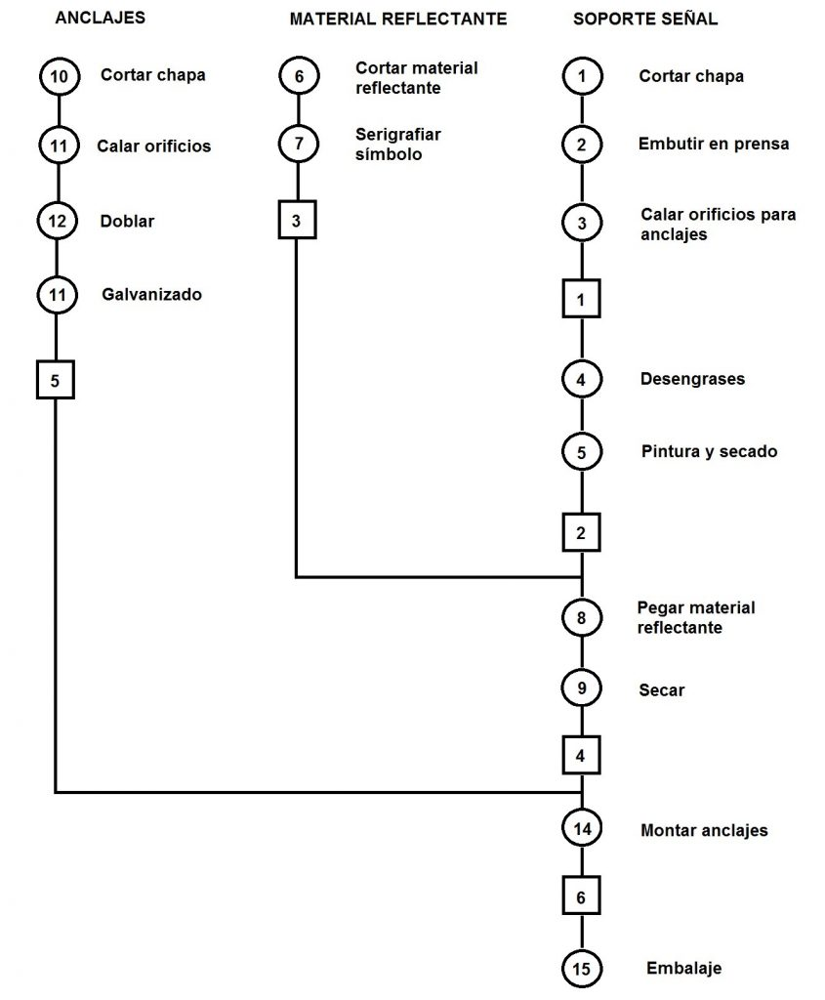 ANCLAJES
10 Cortar chapa
11 Calar orificios
12 Doblar
11 Galvanizado
5
MATERIAL REFLECTANTE
6 Cortar material
reflectante
7 Serigrafiar
símbolo
3
SOPORTE SEÑAL
1 Cortar chapa
2 Embutir en prensa
3 Calar orificios para
anclajes
1
4 Desengrases
5 Pintura y secado
2
8 Pegar material
reflectante
9 Secar
4
14 Montar anclajes
6
15 Embalaje